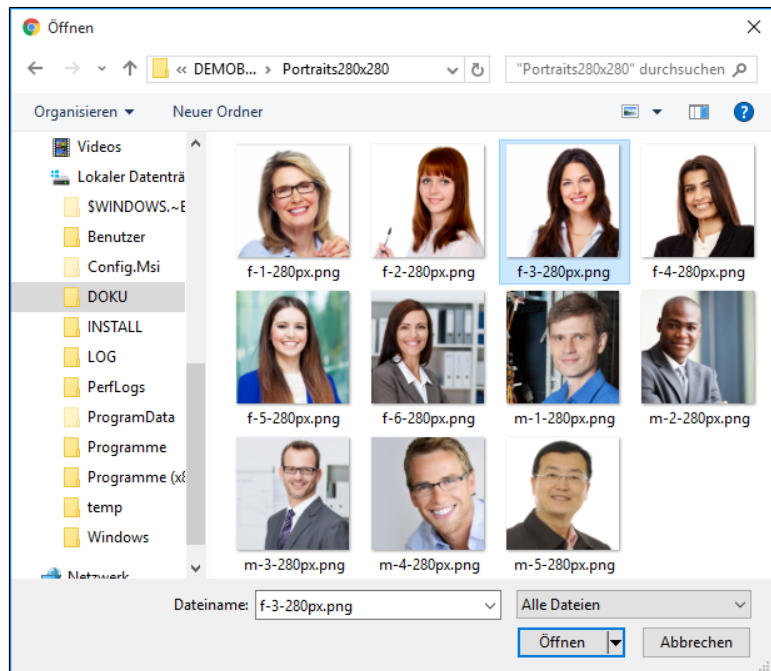 Öffnen
« DEMOB... › Portraits280x280
"Portraits280x280" durchsuchen
Organisieren
Neuer Ordner
Videos
Lokaler Datenträ
$WINDOWS.~E
Benutzer
Config.Msi
DOKU
INSTALL
LOG
PerfLogs
ProgramData
Programme
Programme (x8
temp
Windows
Netzwerk
f-1-280px.png
f-2-280px.png
f-3-280px.png
f-4-280px.png
f-5-280px.png
f-6-280px.png
m-1-280px.png
m-2-280px.png
m-3-280px.png
m-4-280px.png
m-5-280px.png
Dateiname: f-3-280px.png
Alle Dateien
Öffnen
Abbrechen